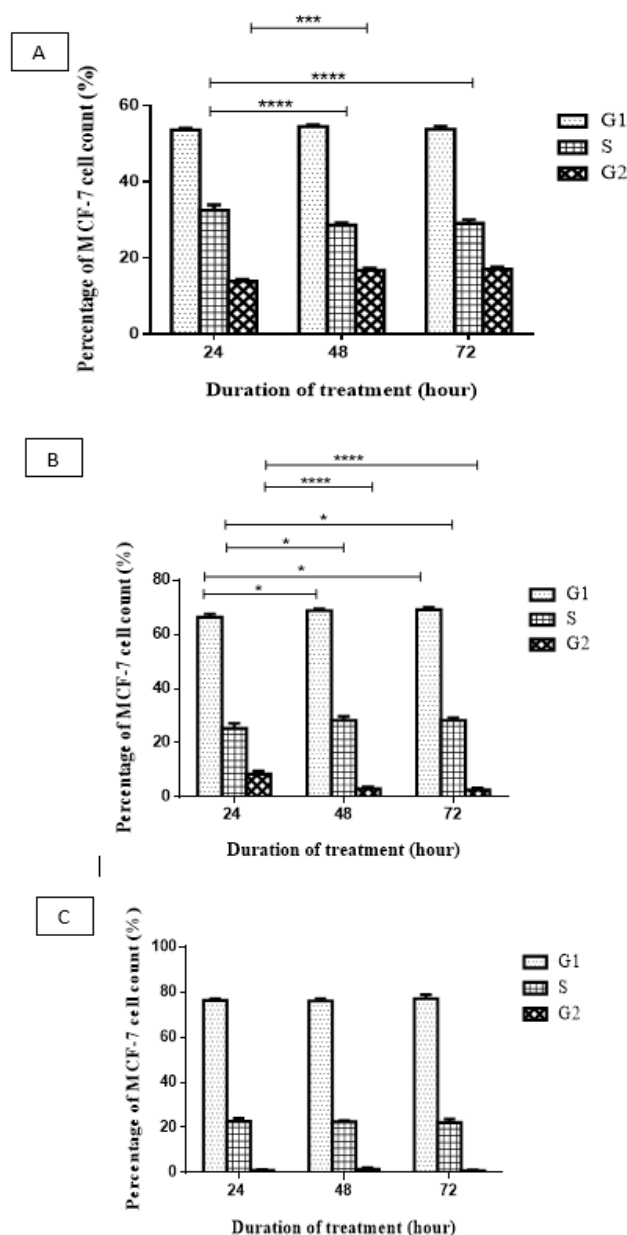 A
***
****
****
Percentage of MCF-7 cell count (%)
60
40
20
0
24 48 72
Duration of treatment (hour)
G1
S
G2
B
****
****
*
*
*
*
Percentage of MCF-7 cell count (%)
80
60
40
20
0
24 48 72
Duration of treatment (hour)
G1
S
G2
C
Percentage of MCF-7 cell count (%)
100
80
60
40
20
0
24 48 72
Duration of treatment (hour)
G1
S
G2